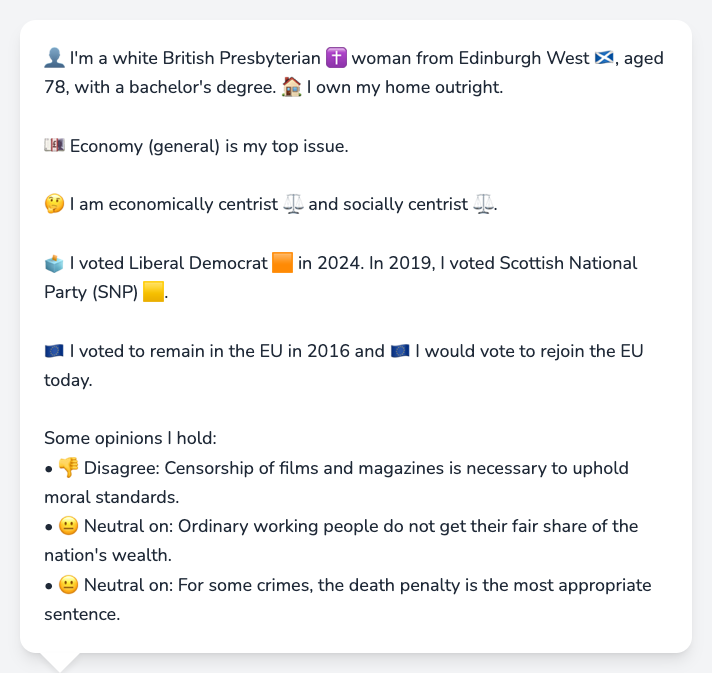 👤 I'm a white British Presbyterian ✝️ woman from Edinburgh West 🏴󠁧󠁢󠁳󠁣󠁴󠁿, aged
78, with a bachelor's degree. 🏠 I own my home outright.
💷 Economy (general) is my top issue.
🤔 I am economically centrist ⚖️ and socially centrist ⚖️.
🗳️ I voted Liberal Democrat 🟧 in 2024. In 2019, I voted Scottish National
Party (SNP) 🟨.
🇪🇺 I voted to remain in the EU in 2016 and 🇪🇺 I would vote to rejoin the EU
today.
Some opinions I hold:
• 👎 Disagree: Censorship of films and magazines is necessary to uphold
moral standards.
• 😐 Neutral on: Ordinary working people do not get their fair share of the
nation's wealth.
• 😐 Neutral on: For some crimes, the death penalty is the most appropriate
sentence.